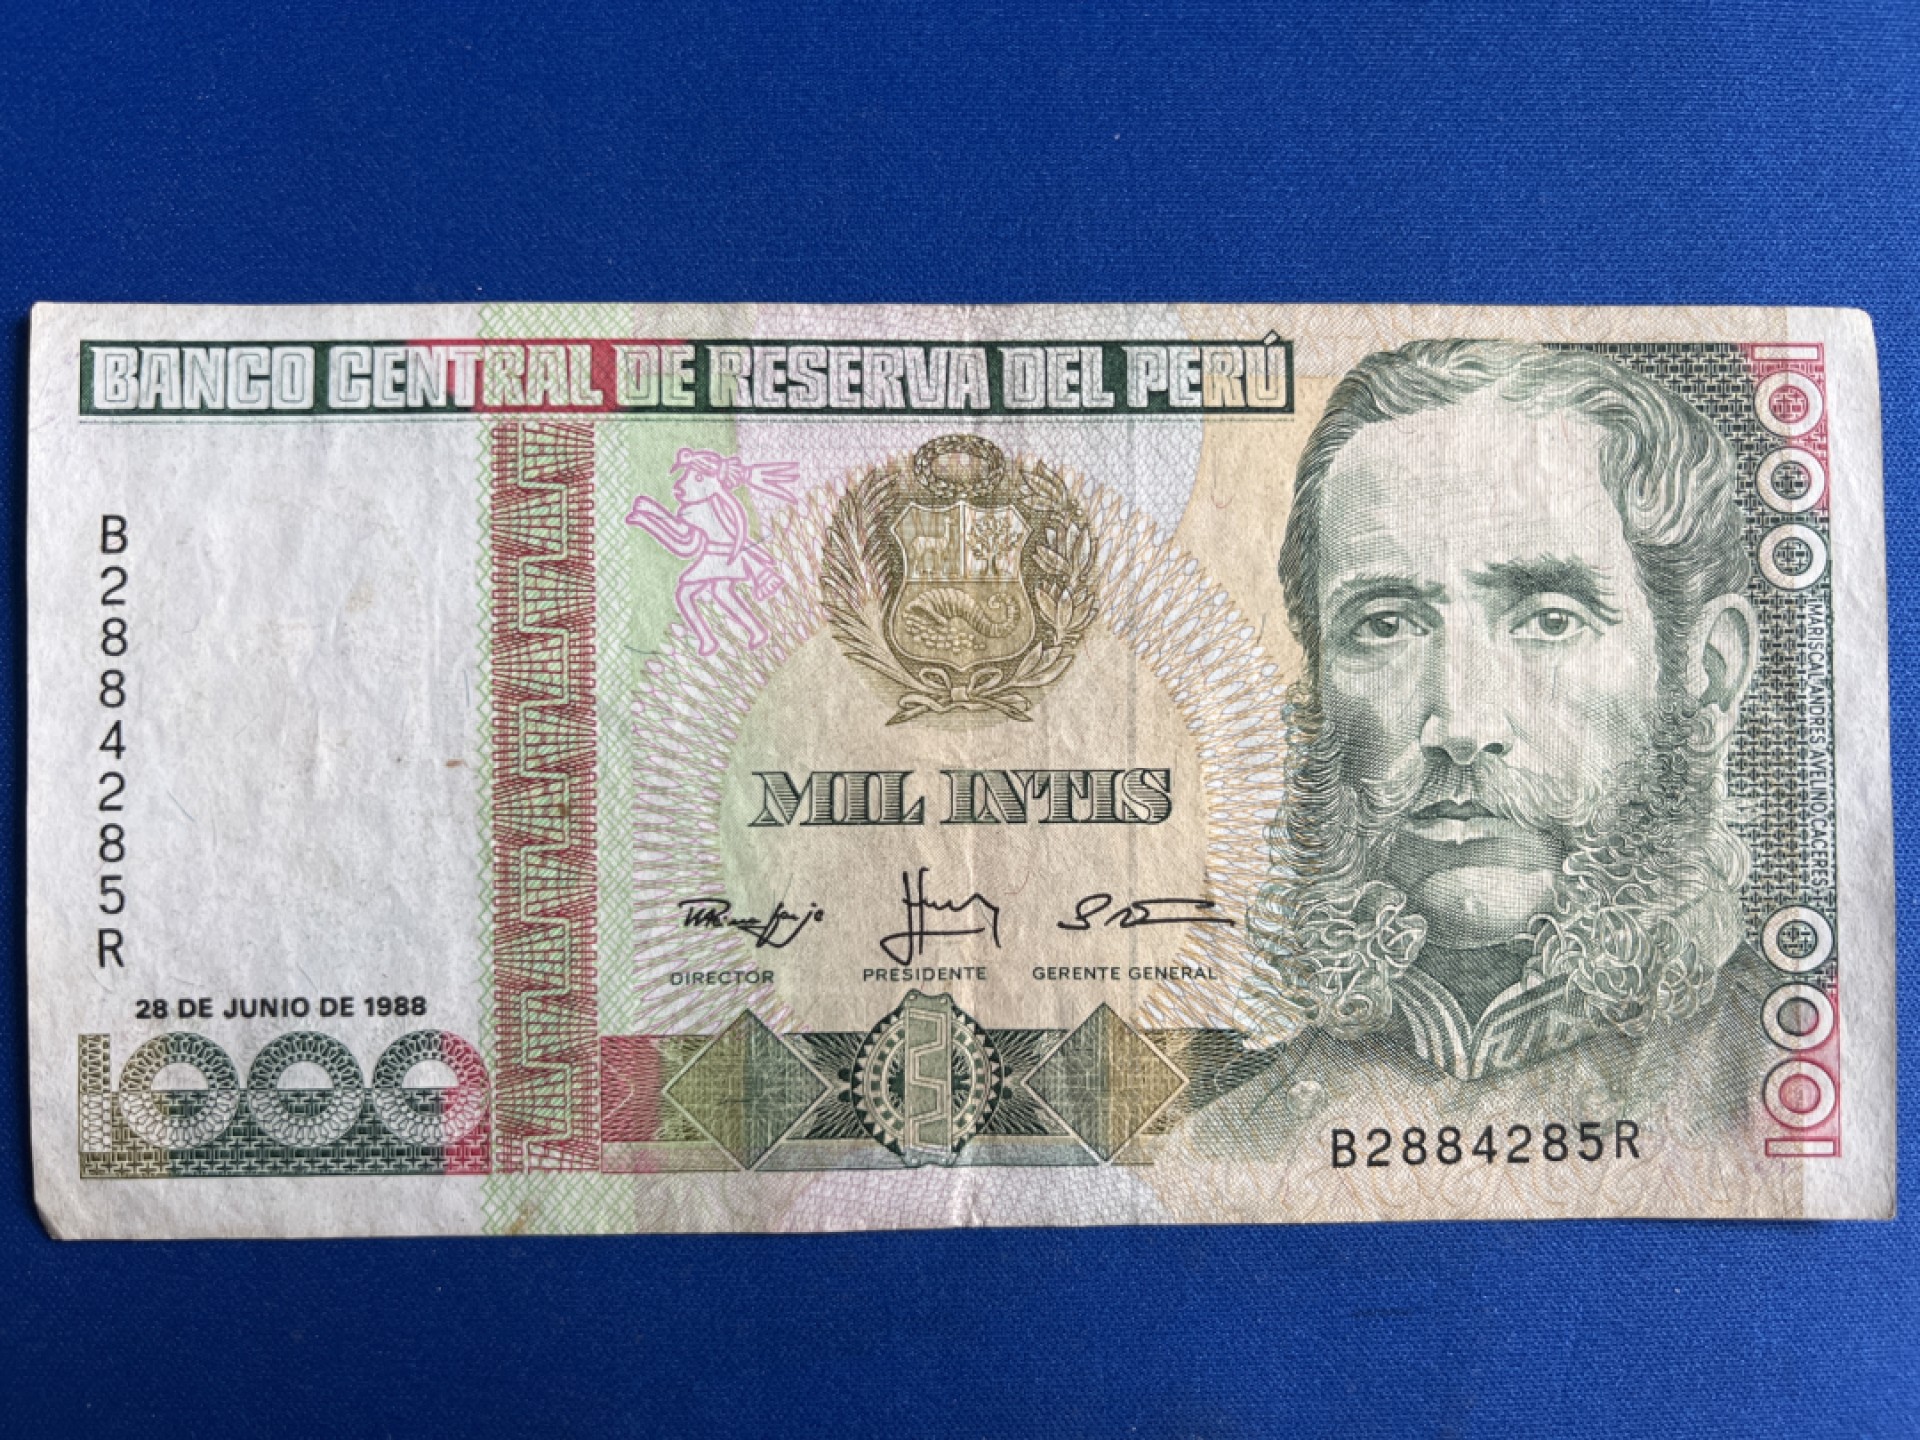 BANCO CENTRAL DE RESERVA DEL PERÚ
1000
B2884285R
MARISCAL ANDRES AVELINO CACERES
MIL INTIS
DIRECTOR
PRESIDENTE
GERENTE GENERAL
28 DE JUNIO DE 1988
1000
B2884285R
1000